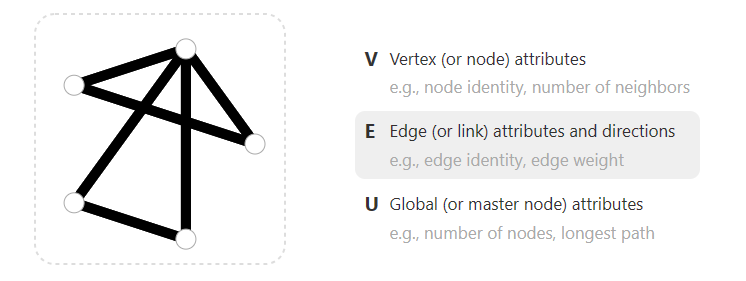 V Vertex (or node) attributes
e.g., node identity, number of neighbors
E Edge (or link) attributes and directions
e.g., edge identity, edge weight
U Global (or master node) attributes
e.g., number of nodes, longest path